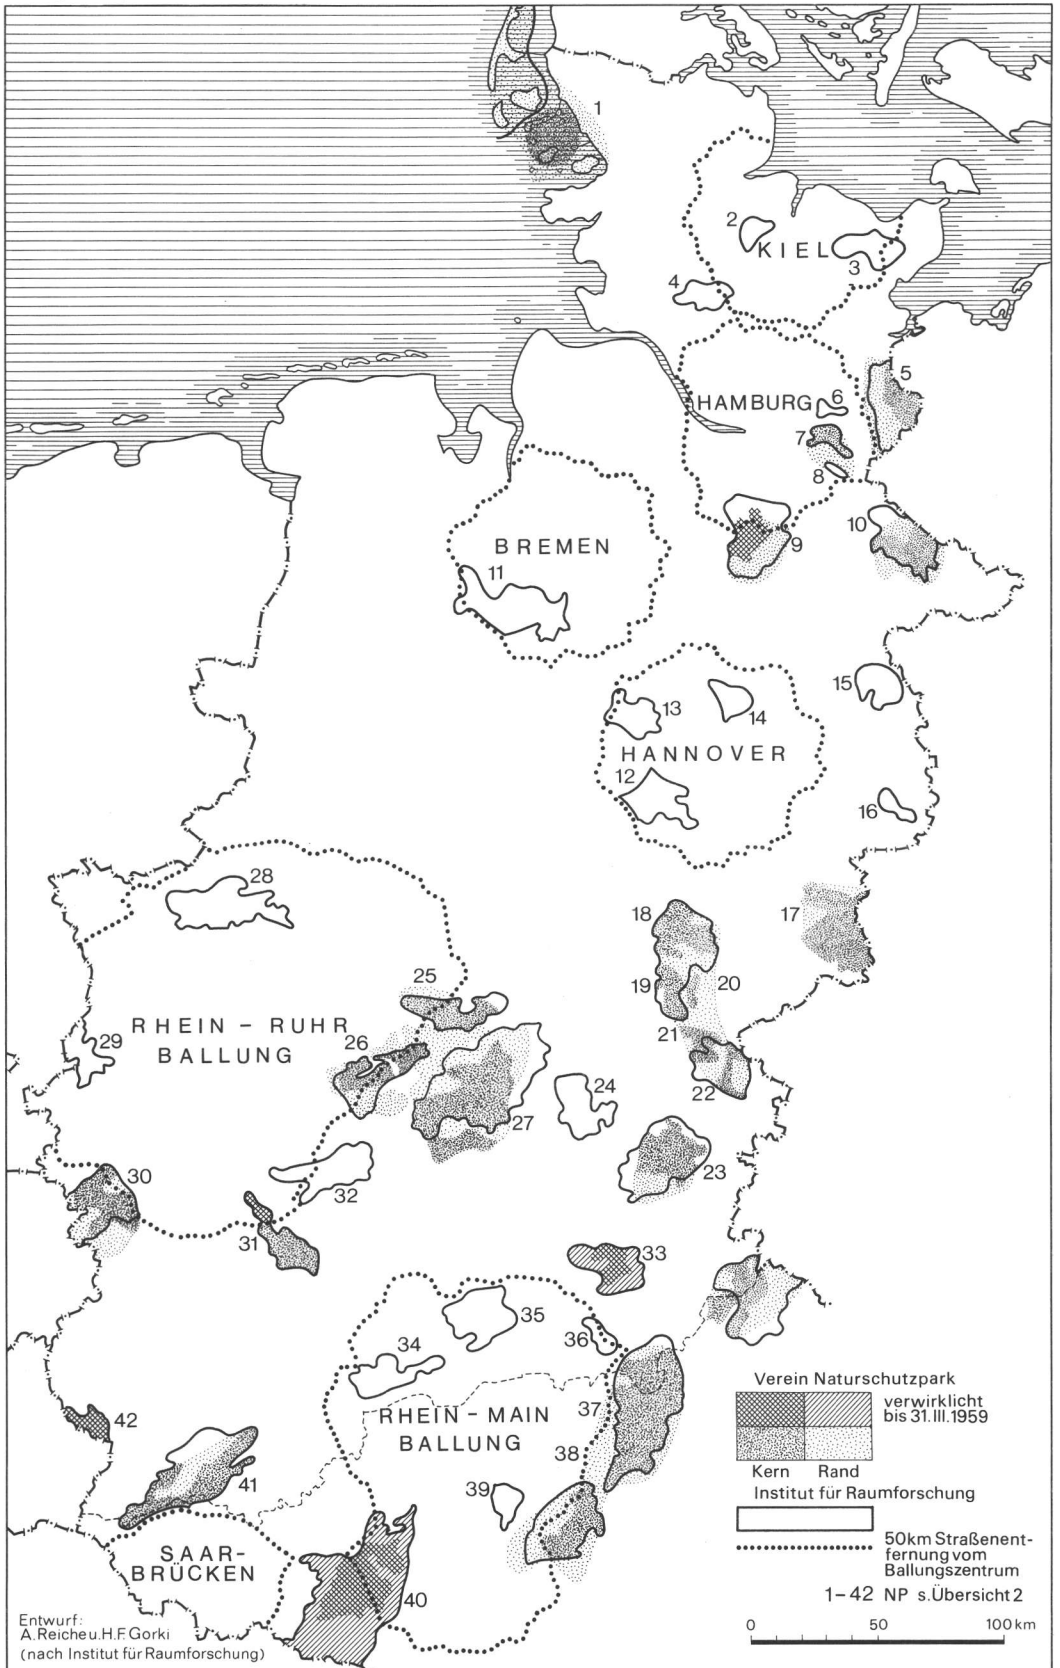 1
2
KIEL
3
4
5
HAMBURG
6
7
8
9
10
BREMEN
11
15
13
14
HANNOVER
12
16
28
18
17
25
19
20
RHEIN – RUHR
BALLUNG
26
21
29
24
22
27
23
30
32
31
33
35
34
36
Verein Naturschutzpark
verwirklicht
bis 31.III.1959
Kern Rand
Institut für Raumforschung
50km Straßenent-
fernung vom
Ballungszentrum
1–42 NP s.Übersicht 2
0 50 100 km
37
RHEIN – MAIN
BALLUNG
42
38
41
39
SAAR-
BRÜCKEN
40
Entwurf:
A.Reiche u.H.F.Gorki
(nach Institut für Raumforschung)